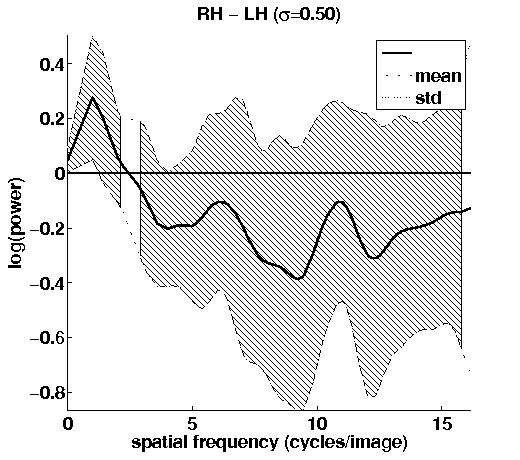 RH − LH (σ=0.50)
mean
std
log(power)
0.4
0.2
0
−0.2
−0.4
−0.6
−0.8
0 5 10 15
spatial frequency (cycles/image)